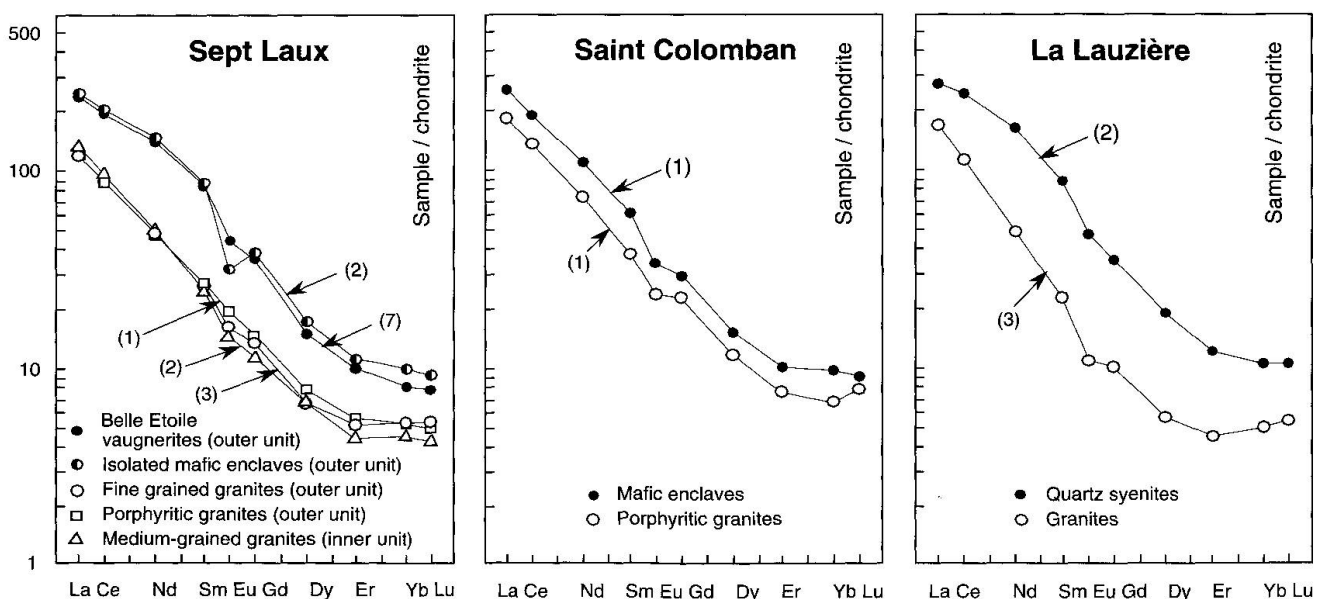 500
100
10
1
Sept Laux
Sample / chondrite
(2)
(7)
(1)
(2)
(3)
Belle Etoile
vaugnerites (outer unit)
Isolated mafic enclaves (outer unit)
Fine grained granites (outer unit)
Porphyritic granites (outer unit)
Medium-grained granites (inner unit)
La Ce Nd Sm Eu Gd Dy Er Yb Lu
Saint Colomban
Sample / chondrite
(1)
(1)
Mafic enclaves
Porphyritic granites
La Ce Nd Sm Eu Gd Dy Er Yb Lu
La Lauzière
Sample / chondrite
(2)
(3)
Quartz syenites
Granites
La Ce Nd Sm Eu Gd Dy Er Yb Lu